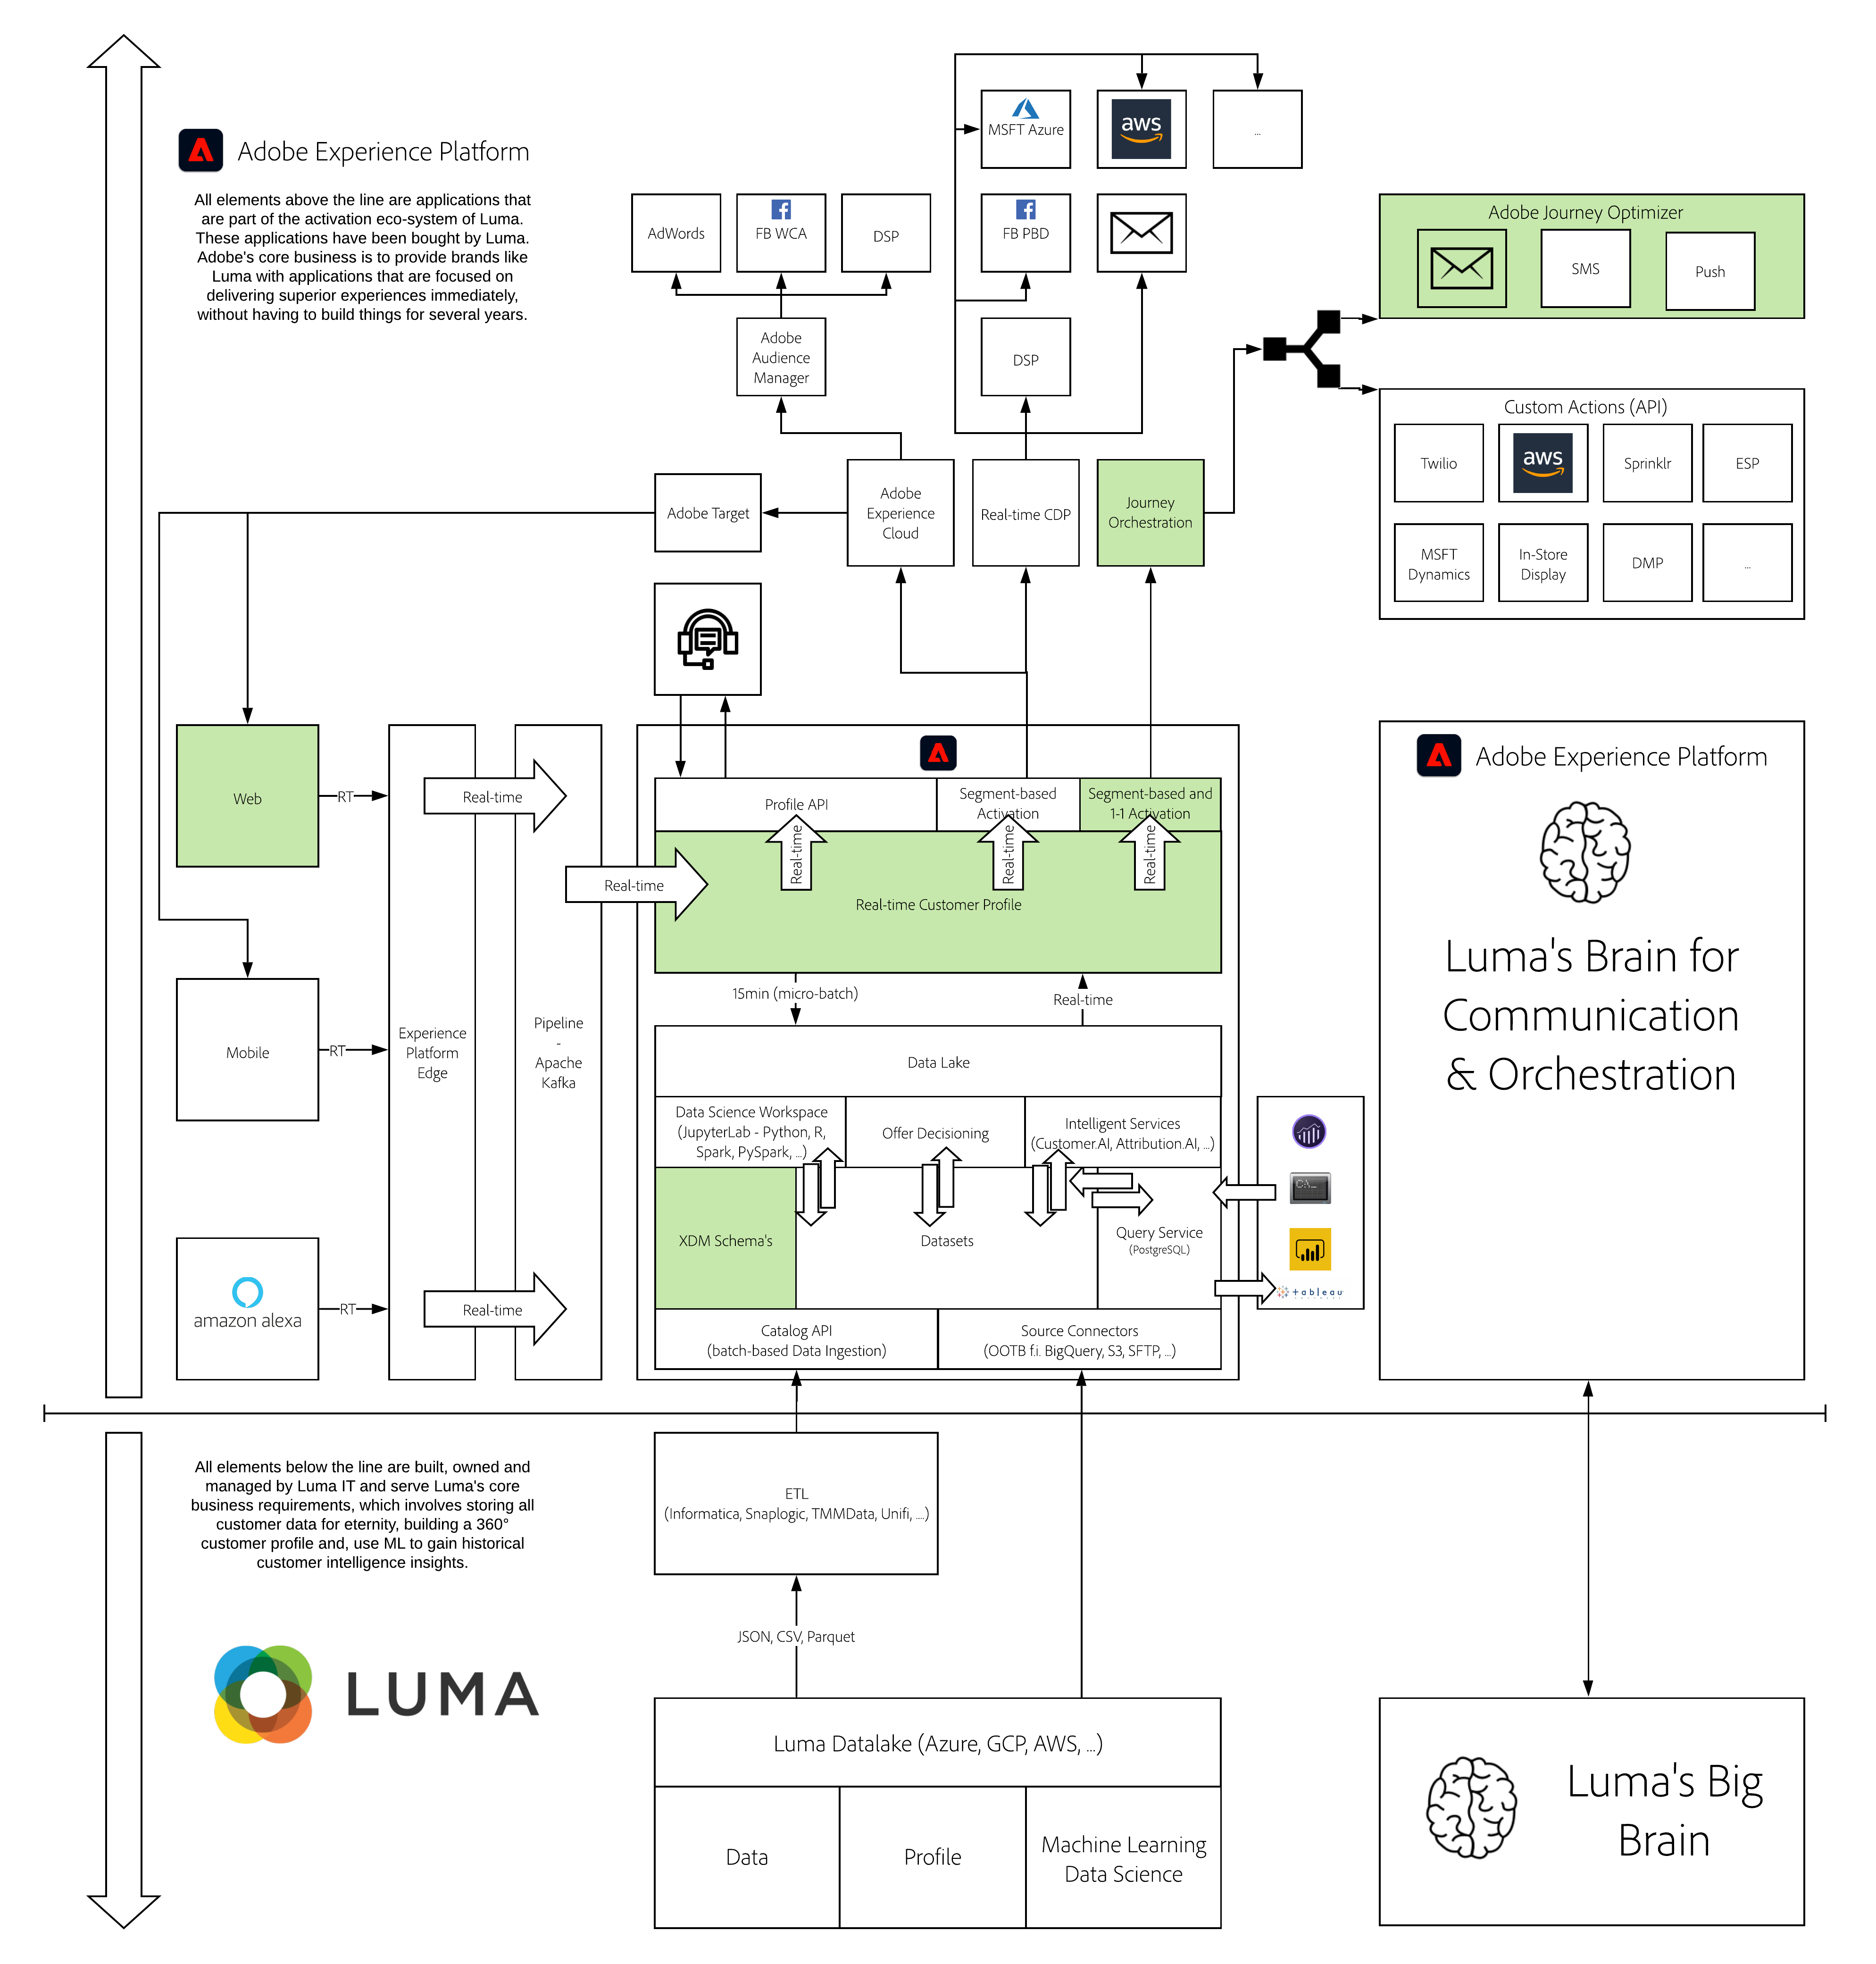 MSFT Azure
aws
...
Adobe Experience Platform
All elements above the line are applications that
are part of the activation eco-system of Luma.
These applications have been bought by Luma.
Adobe's core business is to provide brands like
Luma with applications that are focused on
delivering superior experiences immediately,
without having to build things for several years.
AdWords
FB WCA
DSP
FB PBD
Adobe Journey Optimizer
SMS
Push
Adobe
Audience
Manager
DSP
Custom Actions (API)
Twilio
aws
Sprinklr
ESP
MSFT
Dynamics
In-Store
Display
DMP
...
Adobe Target
Adobe
Experience
Cloud
Real-time CDP
Journey
Orchestration
Web
RT
Real-time
Profile API
Segment-based
Activation
Segment-based and
1-1 Activation
Real-time
Real-time
Real-time
Real-time
Real-time Customer Profile
Adobe Experience Platform
Luma's Brain for
Communication
& Orchestration
15min (micro-batch)
Real-time
Mobile
RT
Experience
Platform
Edge
Pipeline
-
Apache
Kafka
Data Lake
Data Science Workspace
(JupyterLab - Python, R,
Spark, PySpark, ...)
Offer Decisioning
Intelligent Services
(Customer.AI, Attribution.AI, ...)
XDM Schema's
Datasets
Query Service
(PostgreSQL)
C:\_
+ a b l e a u
amazon alexa
RT
Real-time
Catalog API
(batch-based Data Ingestion)
Source Connectors
(OOTB f.i. BigQuery, S3, SFTP, ...)
All elements below the line are built, owned and
managed by Luma IT and serve Luma's core
business requirements, which involves storing all
customer data for eternity, building a 360°
customer profile and, use ML to gain historical
customer intelligence insights.
ETL
(Informatica, Snaplogic, TMMData, Unifi, ....)
JSON, CSV, Parquet
LUMA
Luma Datalake (Azure, GCP, AWS, ...)
Data
Profile
Machine Learning
Data Science
Luma's Big
Brain